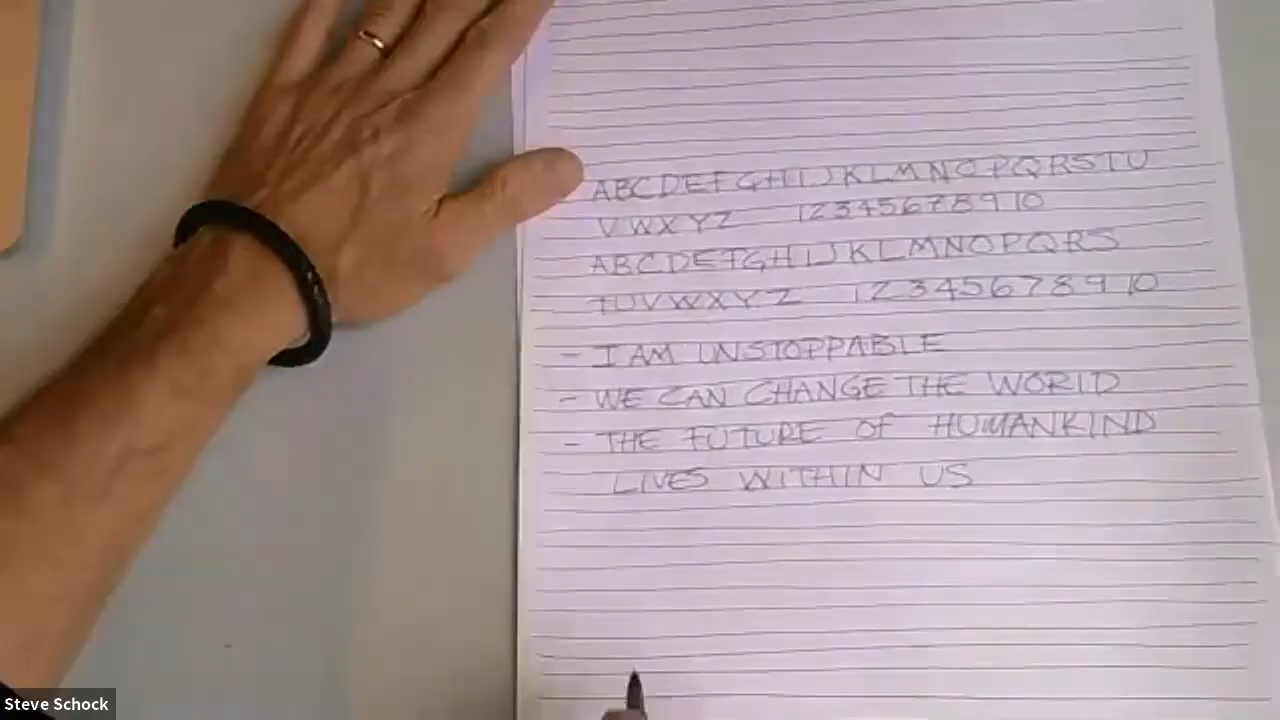 ABCDEFGHIJKLMNOPQRSTU
VWXYZ 12345678910
ABCDEFGHIJKLMNOPQRS
TUVWXYZ 12345678910
- I AM UNSTOPPABLE
- WE CAN CHANGE THE WORLD
- THE FUTURE OF HUMANKIND
LIVES WITHIN US
Steve Schock